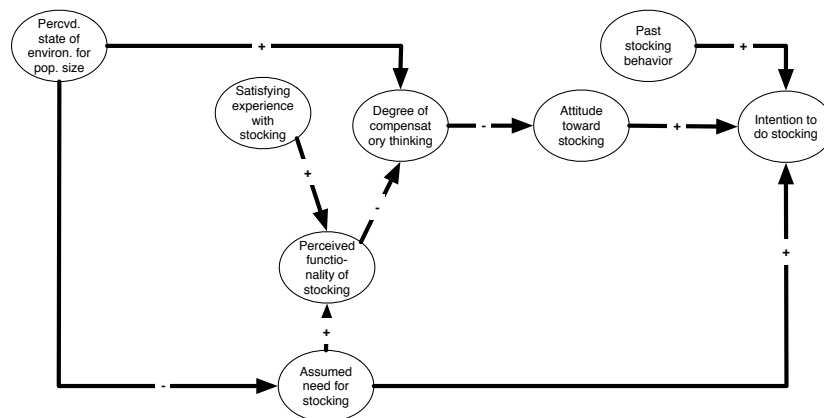 Percvd.
state of
environ. for
pop. size
+
Past
stocking
behavior
+
Satisfying
experience
with
stocking
Degree of
compensat
ory thinking
-
Attitude
toward
stocking
+
Intention to
do stocking
+
-
Perceived
functio-
nality of
stocking
+
+
-
Assumed
need for
stocking